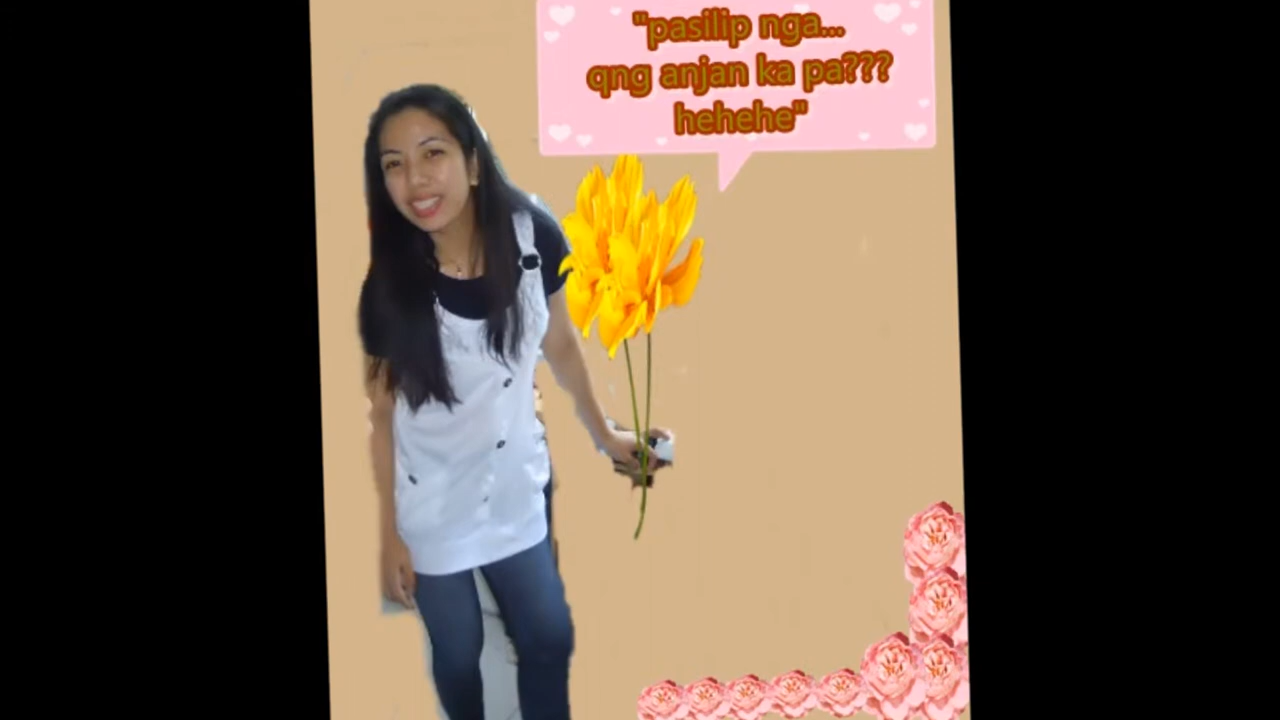 "pasilip nga...
qng anjan ka pa???
hehehe"